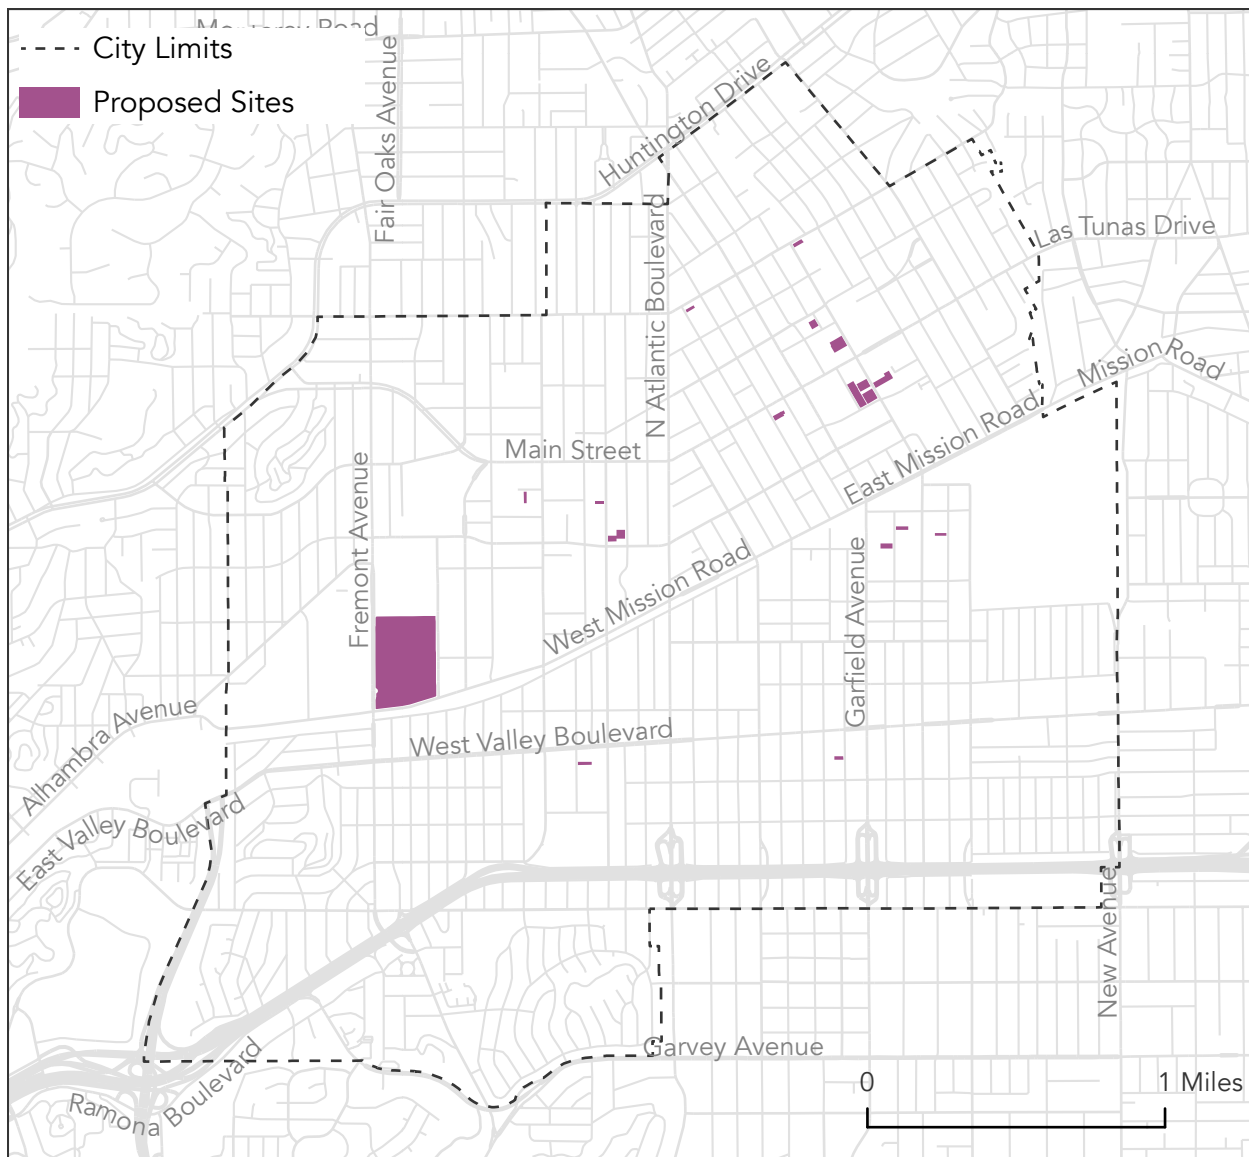 Monterey Road
City Limits
Proposed Sites
Fair Oaks Avenue
Huntington Drive
N Atlantic Boulevard
Las Tunas Drive
Mission Road
Main Street
East Mission Road
Fremont Avenue
West Mission Road
Garfield Avenue
Alhambra Avenue
West Valley Boulevard
East Valley Boulevard
New Avenue
Garvey Avenue
Ramona Boulevard
0 1 Miles